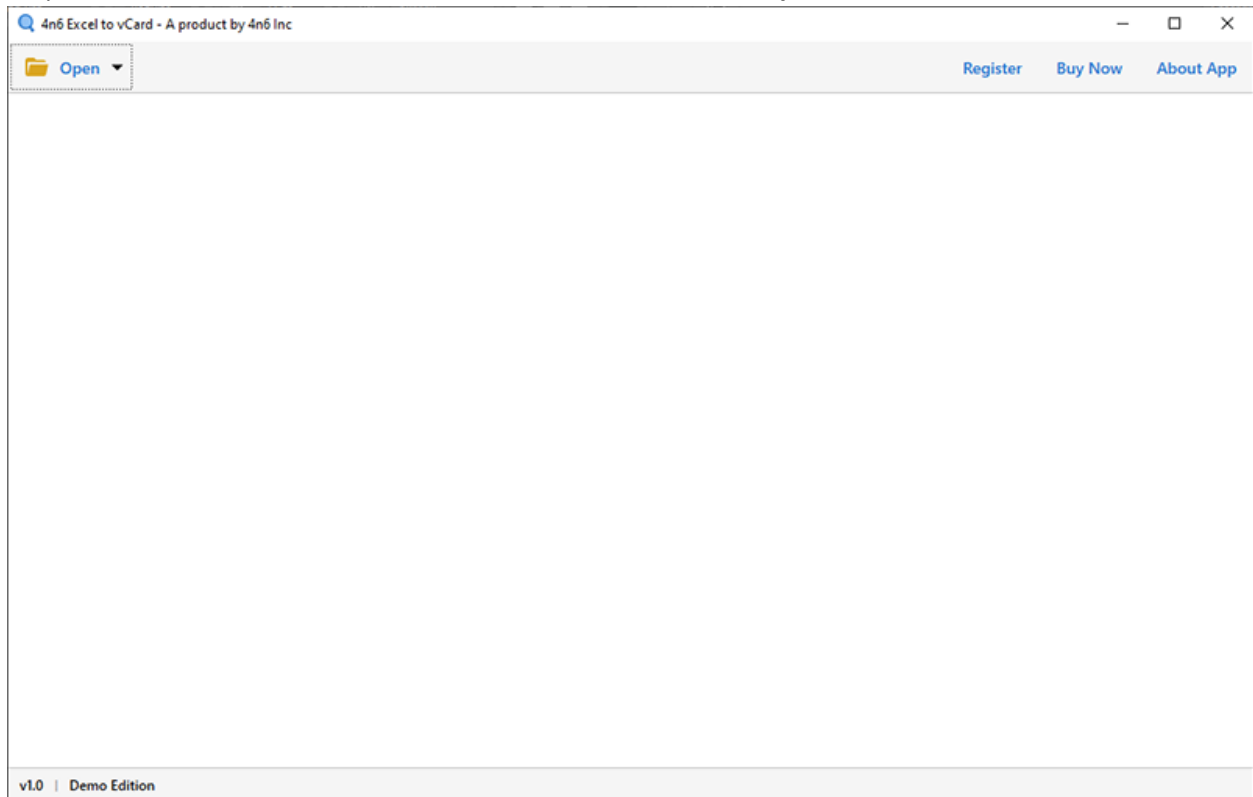 4n6 Excel to vCard - A product by 4n6 Inc
Open Register Buy Now About App
v1.0 | Demo Edition